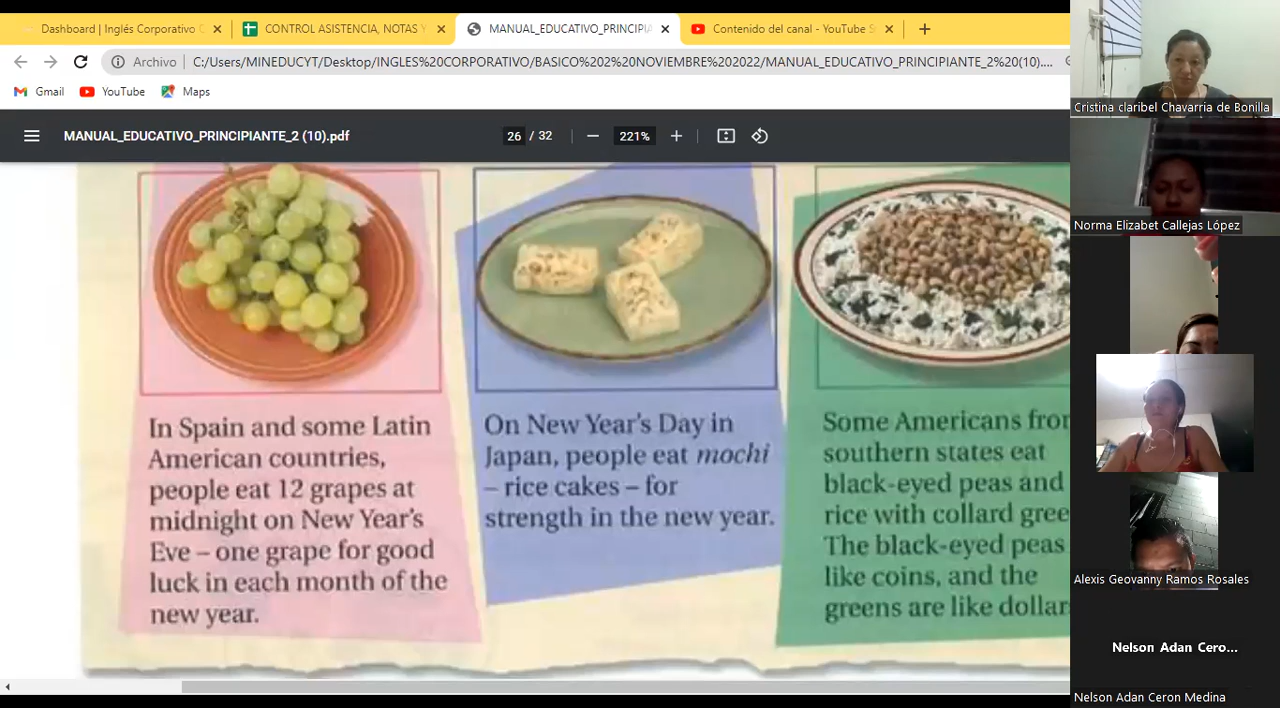 Dashboard | Inglés Corporativo
CONTROL ASISTENCIA, NOTAS Y
MANUAL_EDUCATIVO_PRINCIPIA
Contenido del canal - YouTube S
Archivo
C:/Users/MINEDUCYT/Desktop/INGLES%20CORPORATIVO/BASICO%202%20NOVIEMBRE%202022/MANUAL_EDUCATIVO_PRINCIPIANTE_2%20(10)....
Gmail
YouTube
Maps
MANUAL_EDUCATIVO_PRINCIPIANTE_2 (10).pdf
26 / 32
221%
In Spain and some Latin
American countries,
people eat 12 grapes at
midnight on New Year's
Eve – one grape for good
luck in each month of the
new year.
On New Year's Day in
Japan, people eat mochi
– rice cakes – for
strength in the new year.
Some Americans from
southern states eat
black-eyed peas and
rice with collard gree
The black-eyed peas
like coins, and the
greens are like dollar
Cristina claribel Chavarria de Bonilla
Norma Elizabet Callejas López
Alexis Geovanny Ramos Rosales
Nelson Adan Cero...
Nelson Adan Ceron Medina